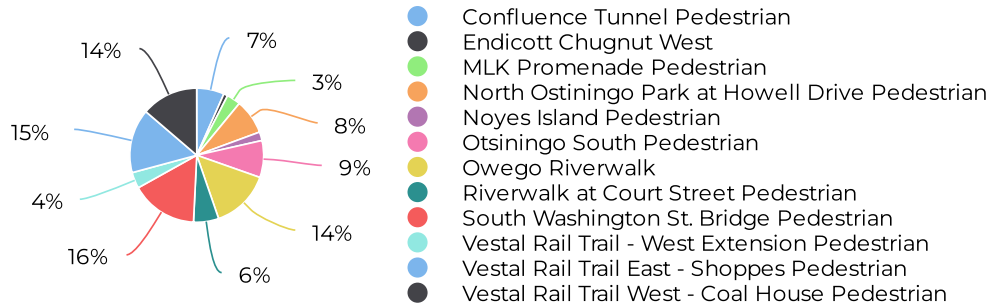 7%
3%
8%
9%
14%
6%
16%
4%
15%
14%
Confluence Tunnel Pedestrian
Endicott Chugnut West
MLK Promenade Pedestrian
North Ostiningo Park at Howell Drive Pedestrian
Noyes Island Pedestrian
Otsiningo South Pedestrian
Owego Riverwalk
Riverwalk at Court Street Pedestrian
South Washington St. Bridge Pedestrian
Vestal Rail Trail - West Extension Pedestrian
Vestal Rail Trail East - Shoppes Pedestrian
Vestal Rail Trail West - Coal House Pedestrian